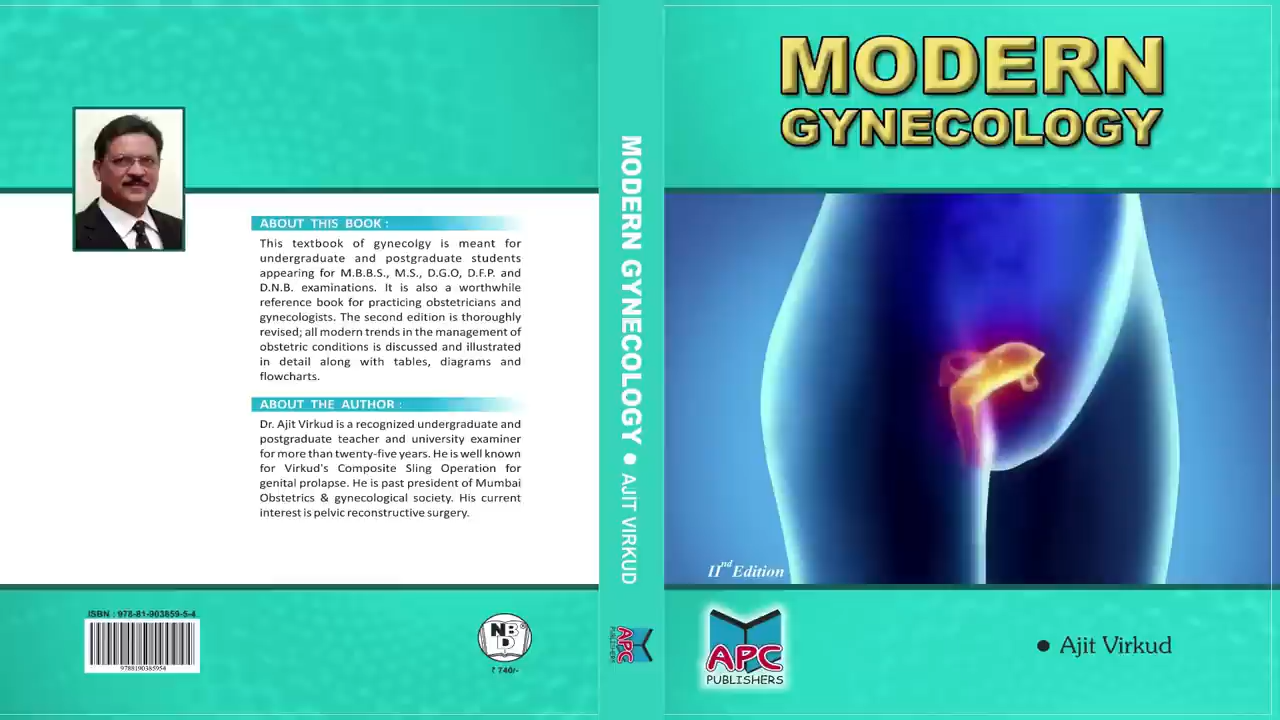 ABOUT THIS BOOK :
This textbook of gynecolgy is meant for
undergraduate and postgraduate students
appearing for M.B.B.S., M.S., D.G.O, D.F.P. and
D.N.B. examinations. It is also a worthwhile
reference book for practicing obstetricians and
gynecologists. The second edition is thoroughly
revised; all modern trends in the management of
obstetric conditions is discussed and illustrated
in detail along with tables, diagrams and
flowcharts.
ABOUT THE AUTHOR :
Dr. Ajit Virkud is a recognized undergraduate and
postgraduate teacher and university examiner
for more than twenty-five years. He is well known
for Virkud's Composite Sling Operation for
genital prolapse. He is past president of Mumbai
Obstetrics & gynecological society. His current
interest is pelvic reconstructive surgery.
ISBN : 978-81-903859-5-4
9788190385954
NBD
₹ 740/-
MODERN GYNECOLOGY ● AJIT VIRKUD
APC
PUBLISHERS
MODERN
GYNECOLOGY
IInd Edition
APC
PUBLISHERS
● Ajit Virkud